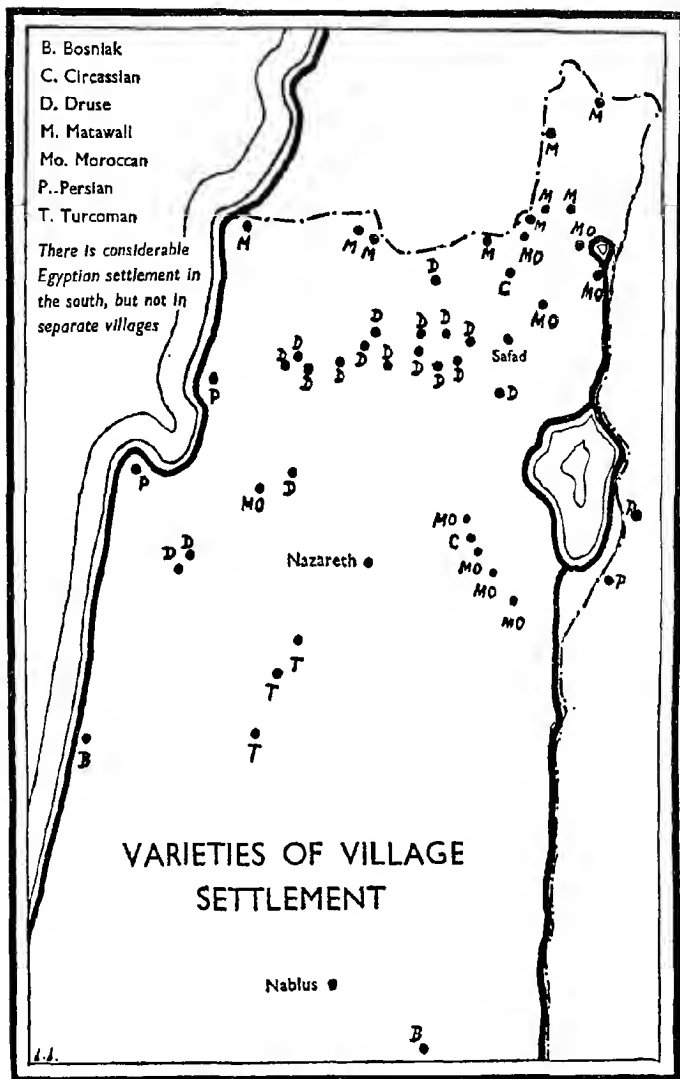 B. Bosniak
C. Circassian
D. Druse
M. Matawall
Mo. Moroccan
P..Persian
T. Turcoman
There is considerable
Egyptian settlement in
the south, but not in
separate villages
M
M
M
M
M
MO
M
M
M
M
MO
D
C
MO
MO
D
D
D
D
D
D
D
Safad
D
D
D
D
D
D
D
P
D
P
D
MO
P
MO
D
D
C
Nazareth
MO
MO
P
MO
T
T
T
B
VARIETIES OF VILLAGE
SETTLEMENT
Nablus
B